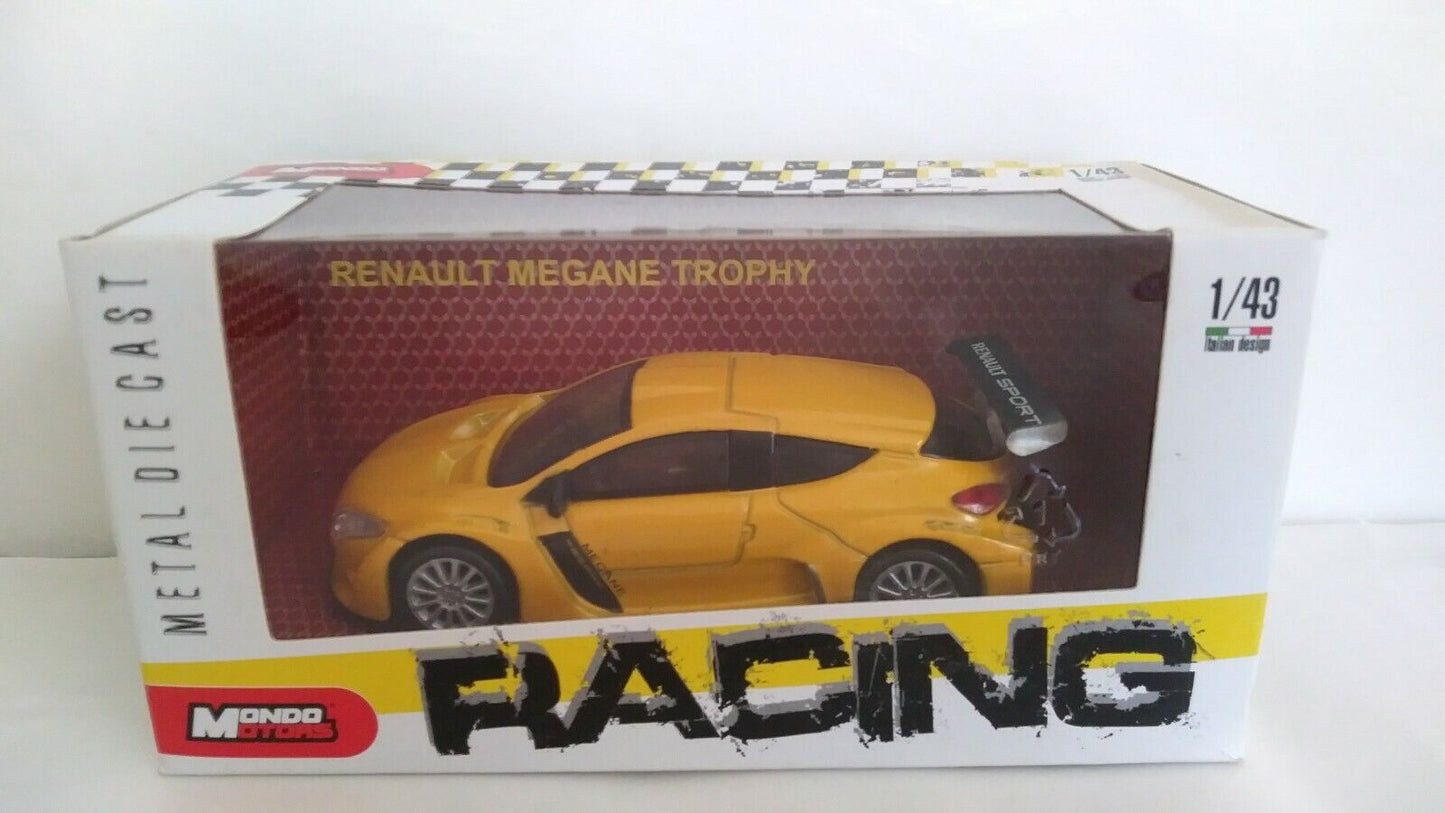 1/43
RENAULT MEGANE TROPHY
METAL DIE CAST
1/43
Italian design
RENAULT SPORT
MEGANE
RACING
MONDO
MOTORS